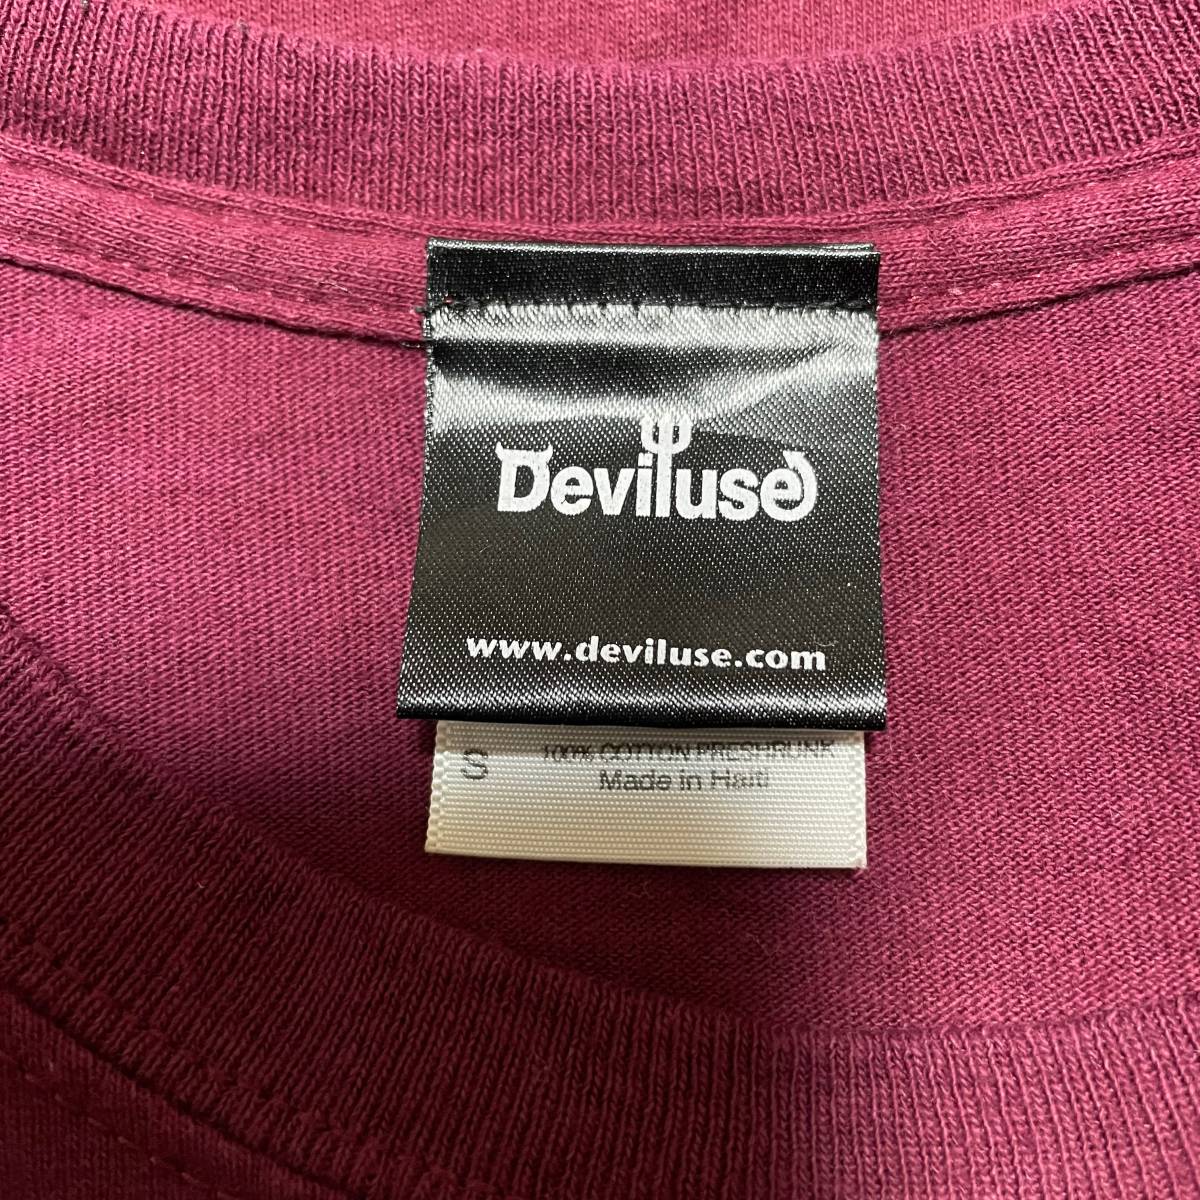 Deviluse
www.deviluse.com
S 100% COTTON PRESHRUNK
Made in Haiti